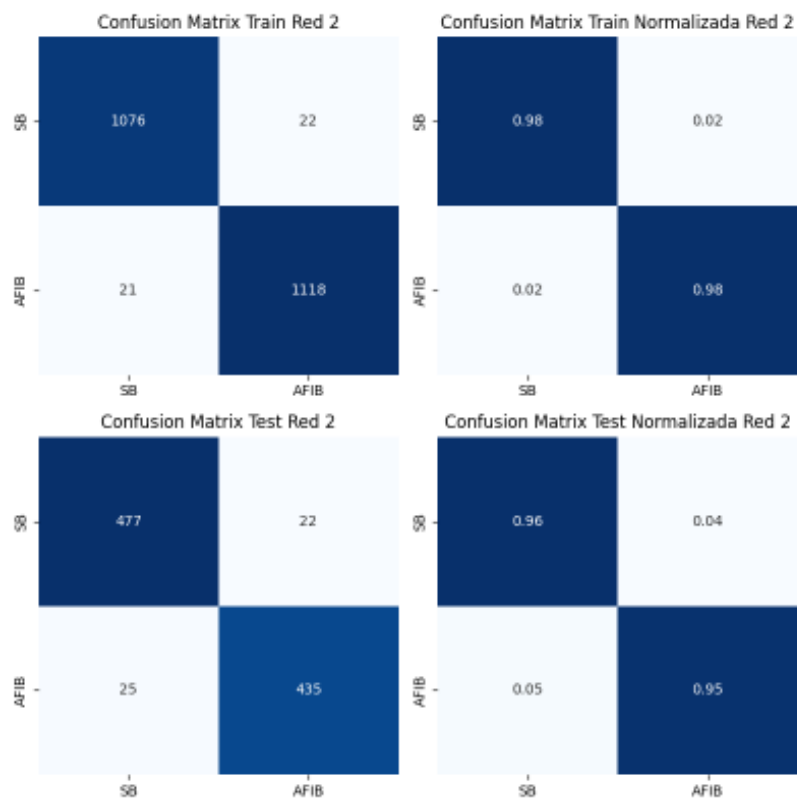 Confusion Matrix Train Red 2
Confusion Matrix Train Normalizada Red 2
SB
1076
22
SB
0.98
0.02
AFIB
21
1118
AFIB
0.02
0.98
SB
AFIB
SB
AFIB
Confusion Matrix Test Red 2
Confusion Matrix Test Normalizada Red 2
SB
477
22
SB
0.96
0.04
AFIB
25
435
AFIB
0.05
0.95
SB
AFIB
SB
AFIB